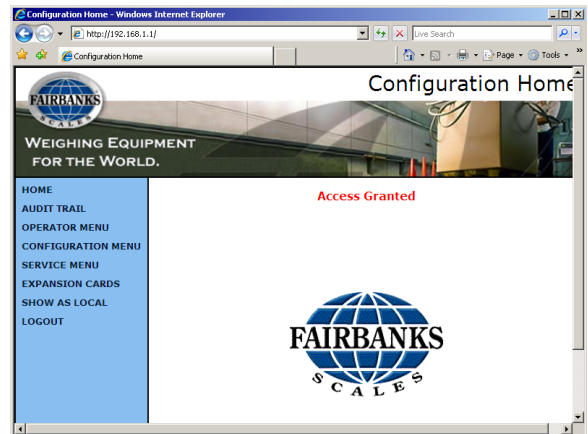 Configuration Home - Windows Internet Explorer
http://192.168.1.1/
Live Search
Configuration Home
Page
Tools
Configuration Home
FAIRBANKS
SCALES
WEIGHING EQUIPMENT
FOR THE WORLD.
HOME
AUDIT TRAIL
OPERATOR MENU
CONFIGURATION MENU
SERVICE MENU
EXPANSION CARDS
SHOW AS LOCAL
LOGOUT
Access Granted
FAIRBANKS
SCALES